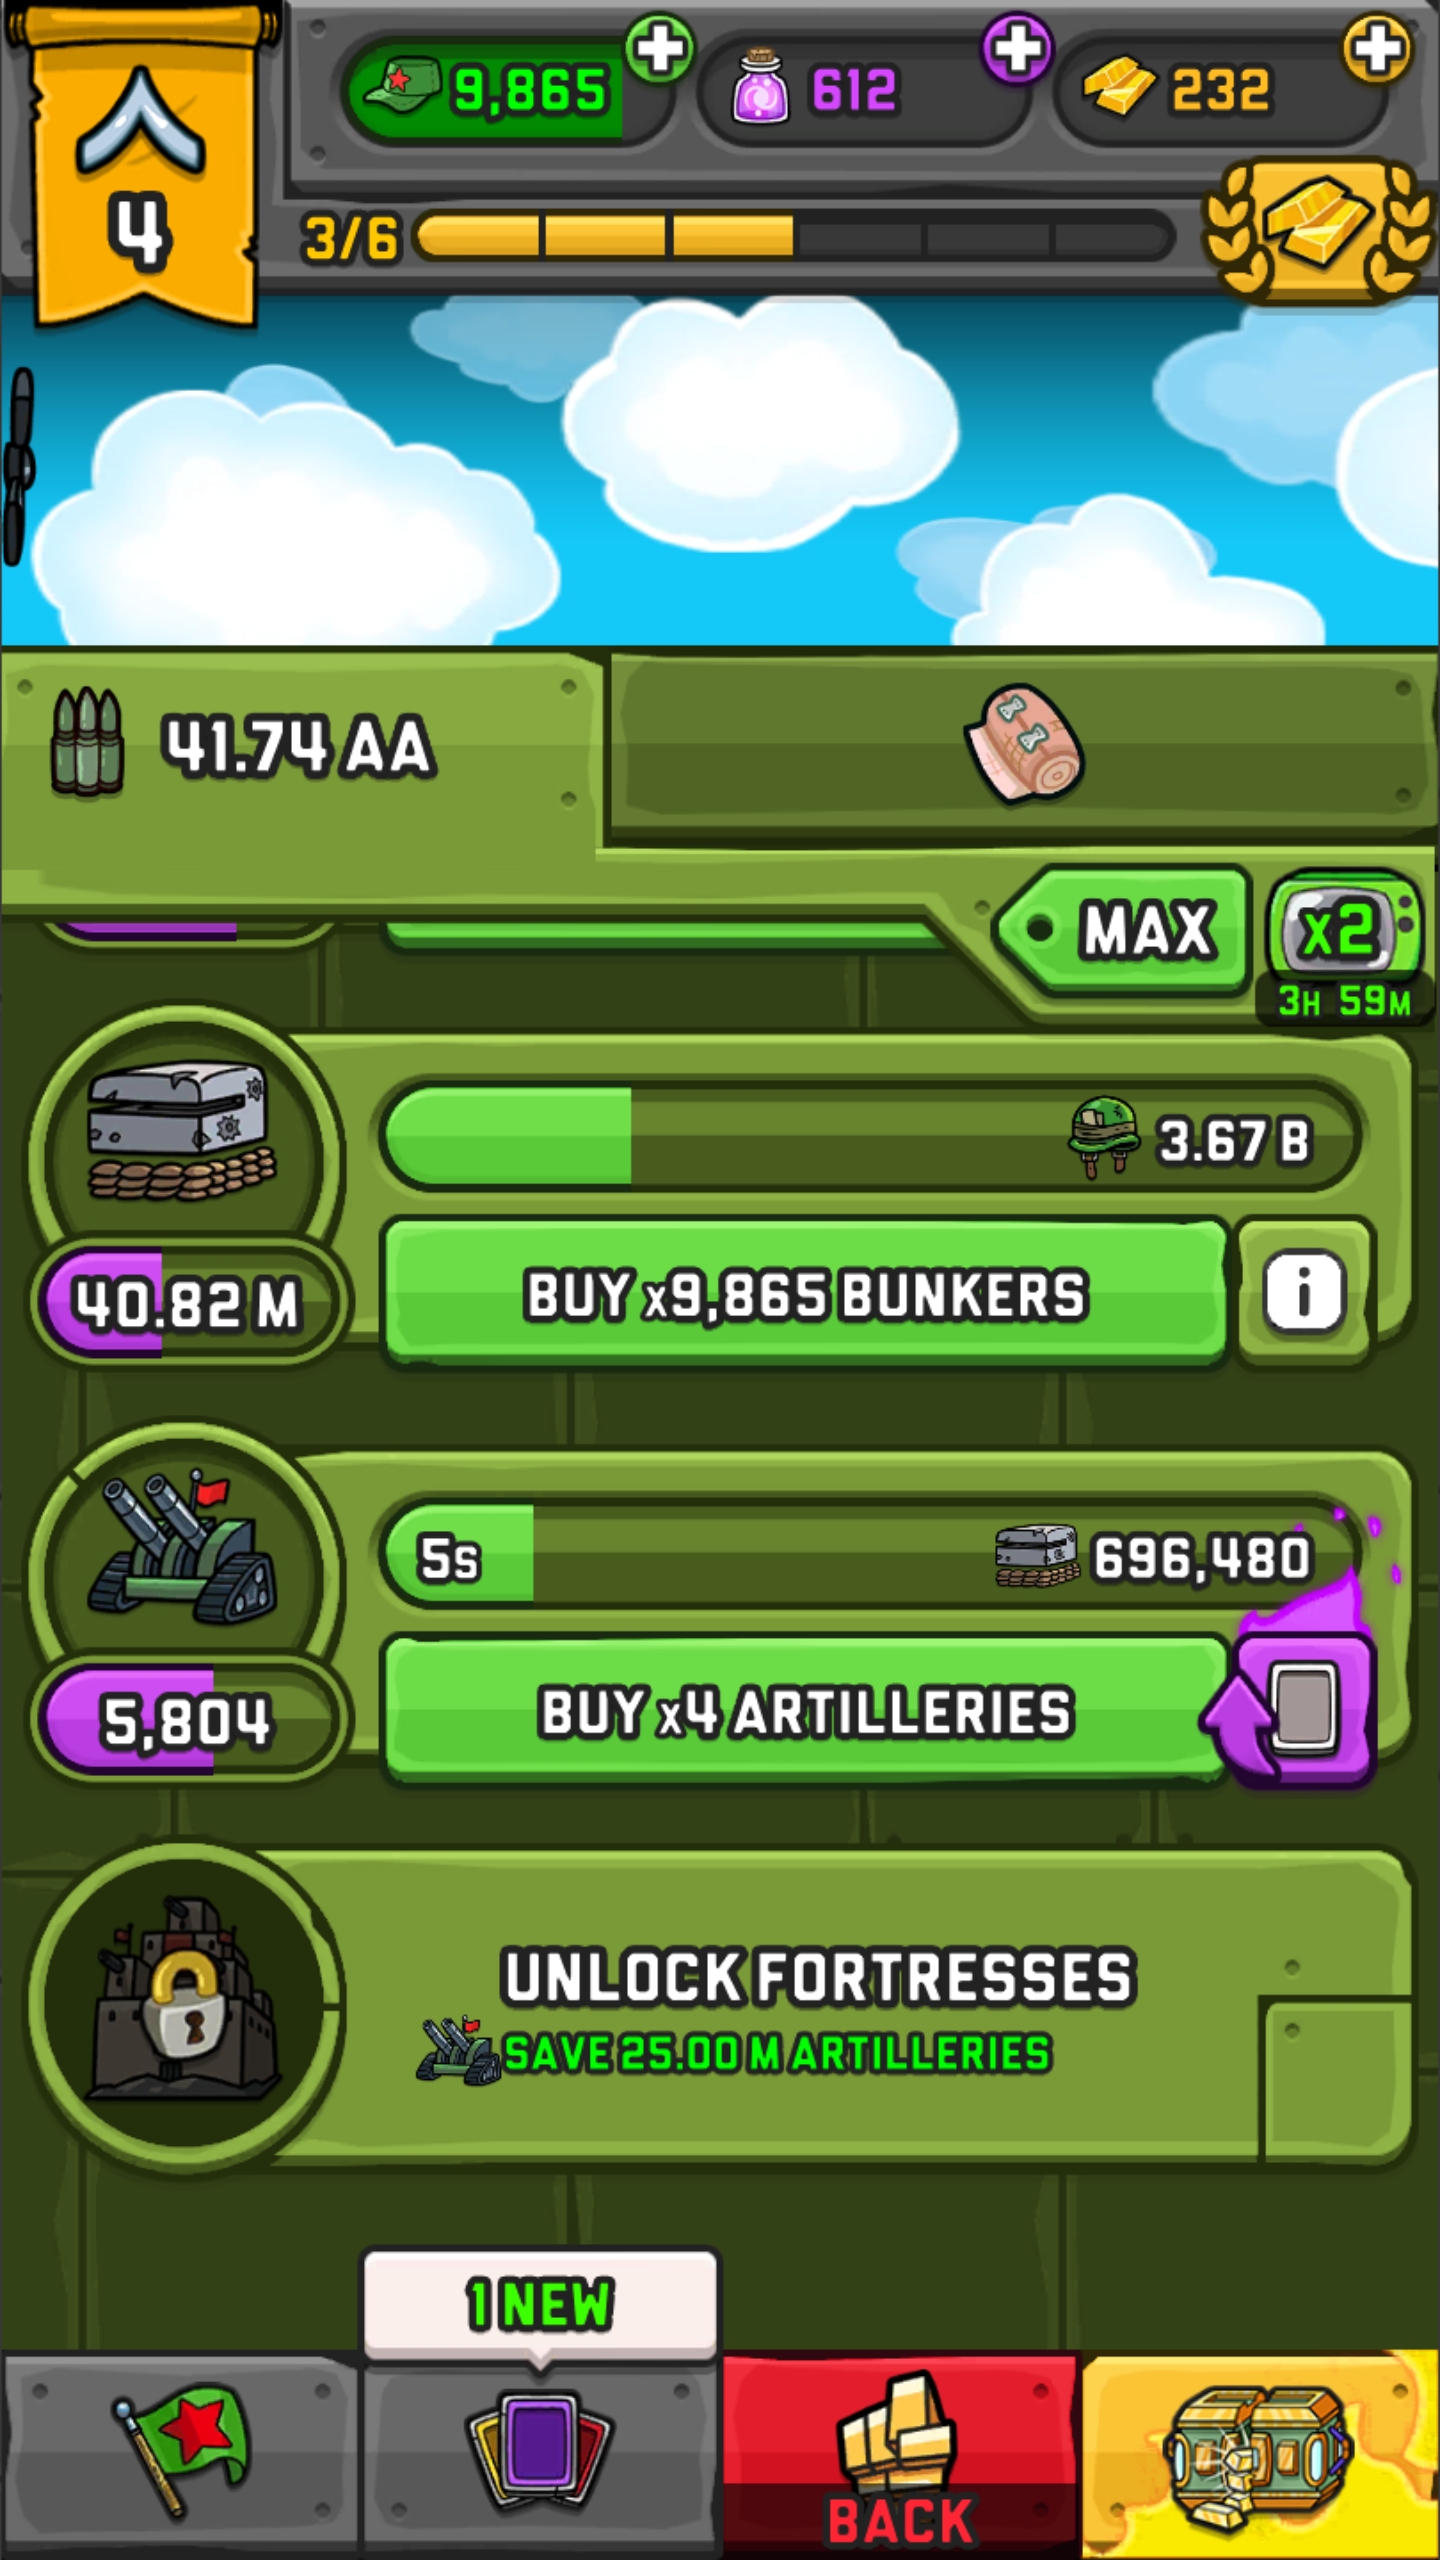 9,865
612
232
4
3/6
41.74 AA
MAX
x2
3H 59M
3.67 B
40.82 M
BUY x9,865 BUNKERS
i
5s
696,480
5,804
BUY x4 ARTILLERIES
UNLOCK FORTRESSES
SAVE 25.00 M ARTILLERIES
1 NEW
BACK